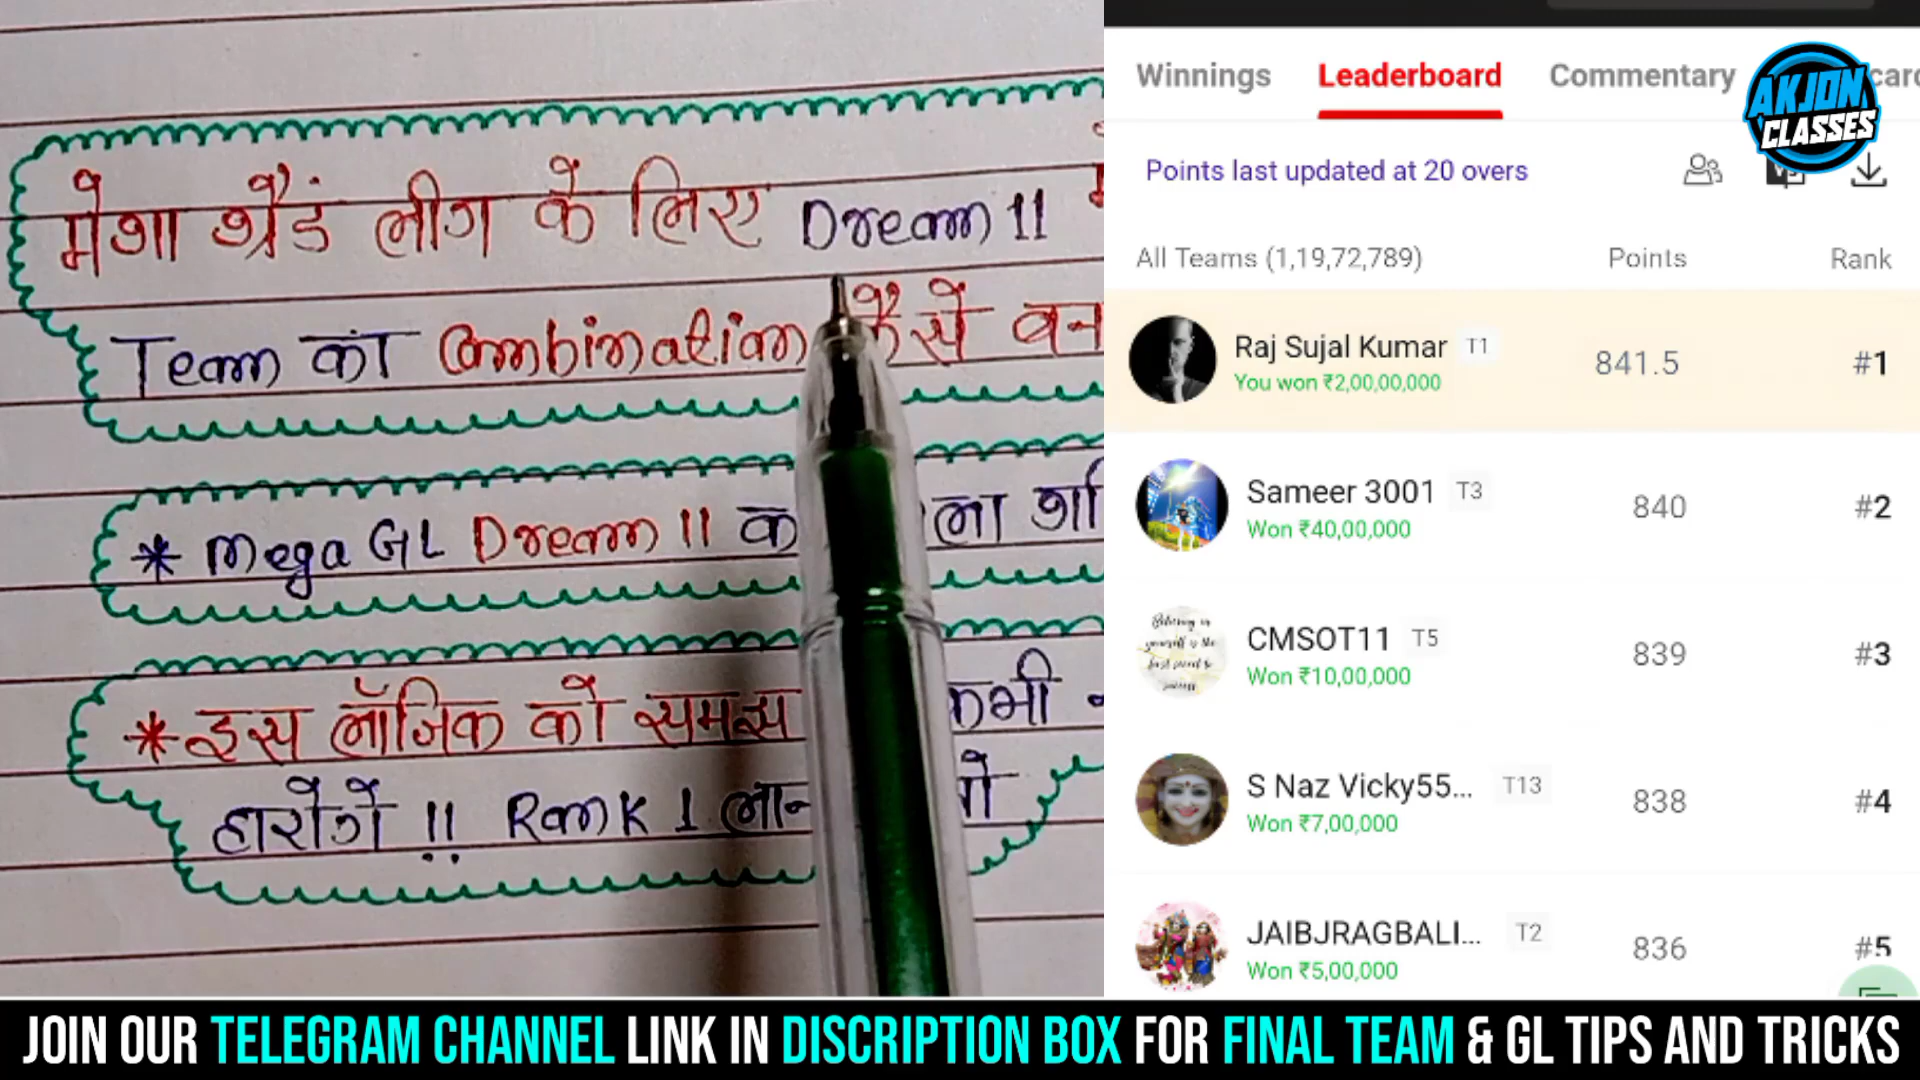 मेगा ग्रैंड लीग के लिए Dream 11
Team का Combination कैसे
* Mega GL Dream 11 का
* इस लॉजिक को समझ कभी
हारोगे !! Rank 1
Winnings Leaderboard Commentary
AKJON
CLASSES
Points last updated at 20 overs
All Teams (1,19,72,789) Points Rank
Raj Sujal Kumar T1 841.5 #1
You won ₹2,00,00,000
Sameer 3001 T3 840 #2
Won ₹40,00,000
CMSOT11 T5 839 #3
Won ₹10,00,000
S Naz Vicky55... T13 838 #4
Won ₹7,00,000
JAIBJRAGBALI... T2 836 #5
Won ₹5,00,000
JOIN OUR TELEGRAM CHANNEL LINK IN DISCRIPTION BOX FOR FINAL TEAM & GL TIPS AND TRICKS